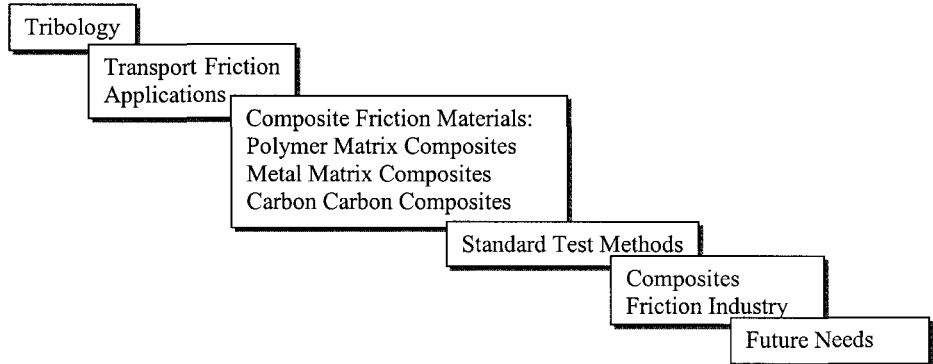 Tribology
Transport Friction
Applications
Composite Friction Materials:
Polymer Matrix Composites
Metal Matrix Composites
Carbon Carbon Composites
Standard Test Methods
Composites
Friction Industry
Future Needs